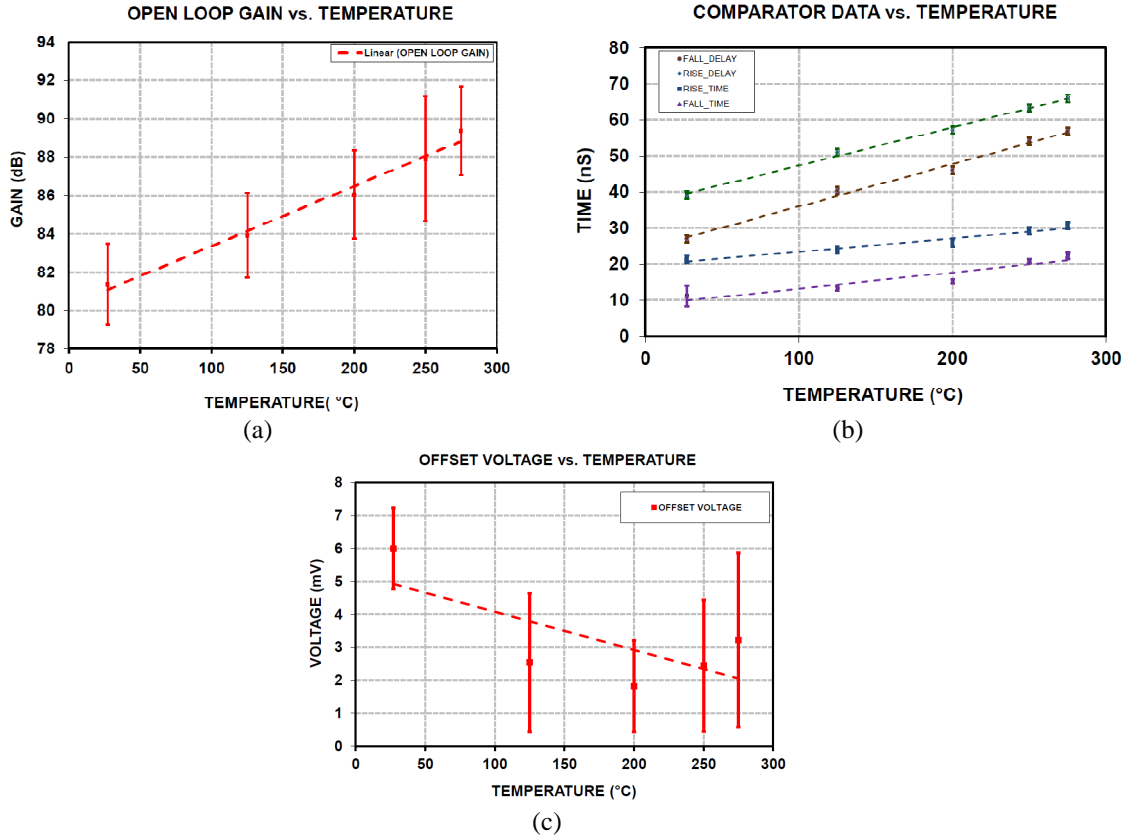 OPEN LOOP GAIN vs. TEMPERATURE
94
92
90
88
86
84
82
80
78
GAIN (dB)
Linear (OPEN LOOP GAIN)
0 50 100 150 200 250 300
TEMPERATURE( °C)
(a)
COMPARATOR DATA vs. TEMPERATURE
80
70
60
50
40
30
20
10
0
TIME (nS)
FALL_DELAY
RISE_DELAY
RISE_TIME
FALL_TIME
0 100 200 300
TEMPERATURE (°C)
(b)
OFFSET VOLTAGE vs. TEMPERATURE
8
7
6
5
4
3
2
1
0
VOLTAGE (mV)
OFFSET VOLTAGE
0 50 100 150 200 250 300
TEMPERATURE (°C)
(c)